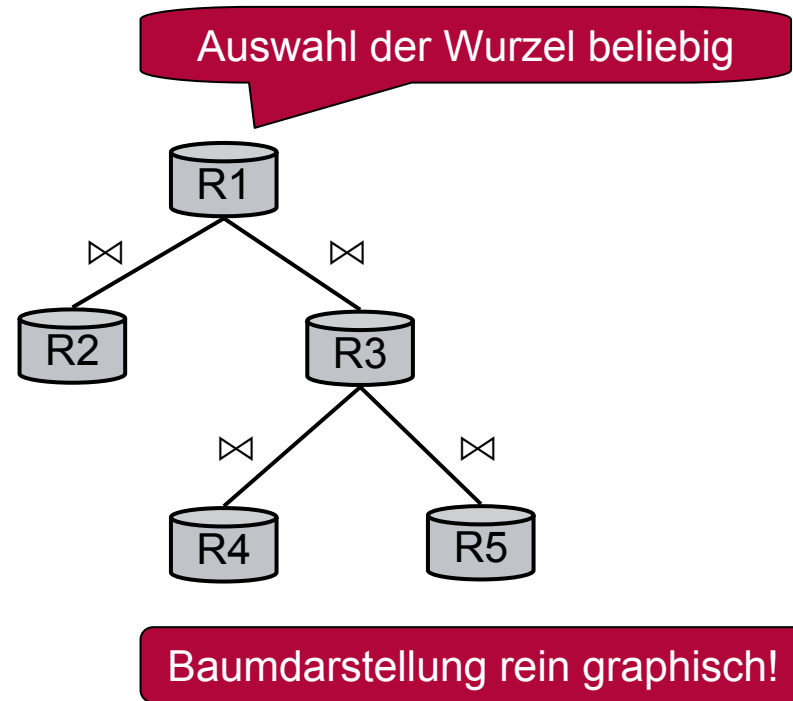 Auswahl der Wurzel beliebig
R1
⋈ ⋈
R2 R3
⋈ ⋈
R4 R5
Baumdarstellung rein graphisch!